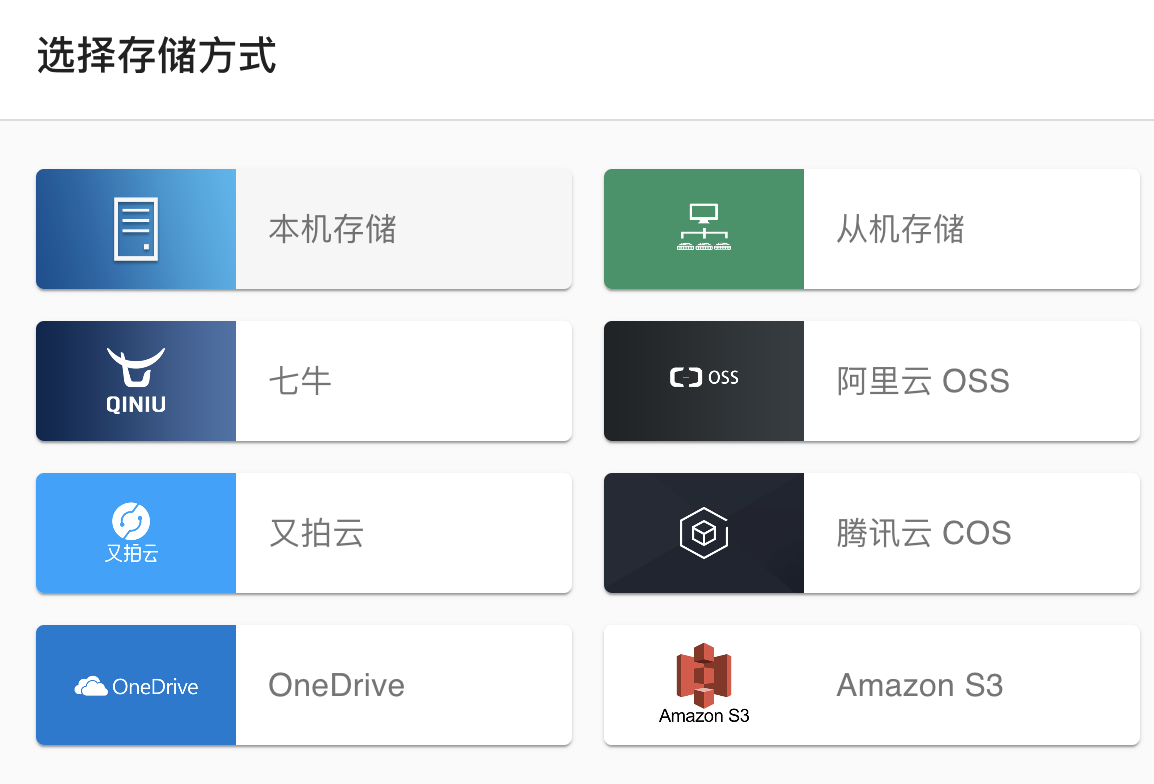 选择存储方式
本机存储
从机存储
QINIU
七牛
OSS
阿里云 OSS
又拍云
又拍云
腾讯云 COS
OneDrive
OneDrive
Amazon S3
Amazon S3